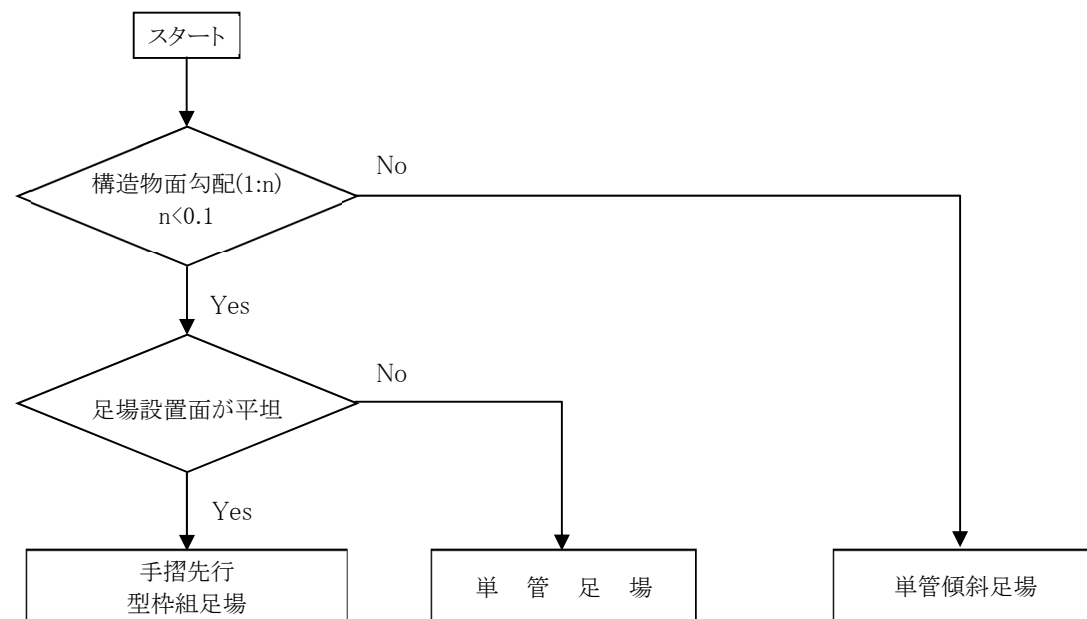 スタート
構造物面勾配(1:n)
n<0.1
No
Yes
足場設置面が平坦
No
Yes
手摺先行
型枠組足場
単 管 足 場
単管傾斜足場